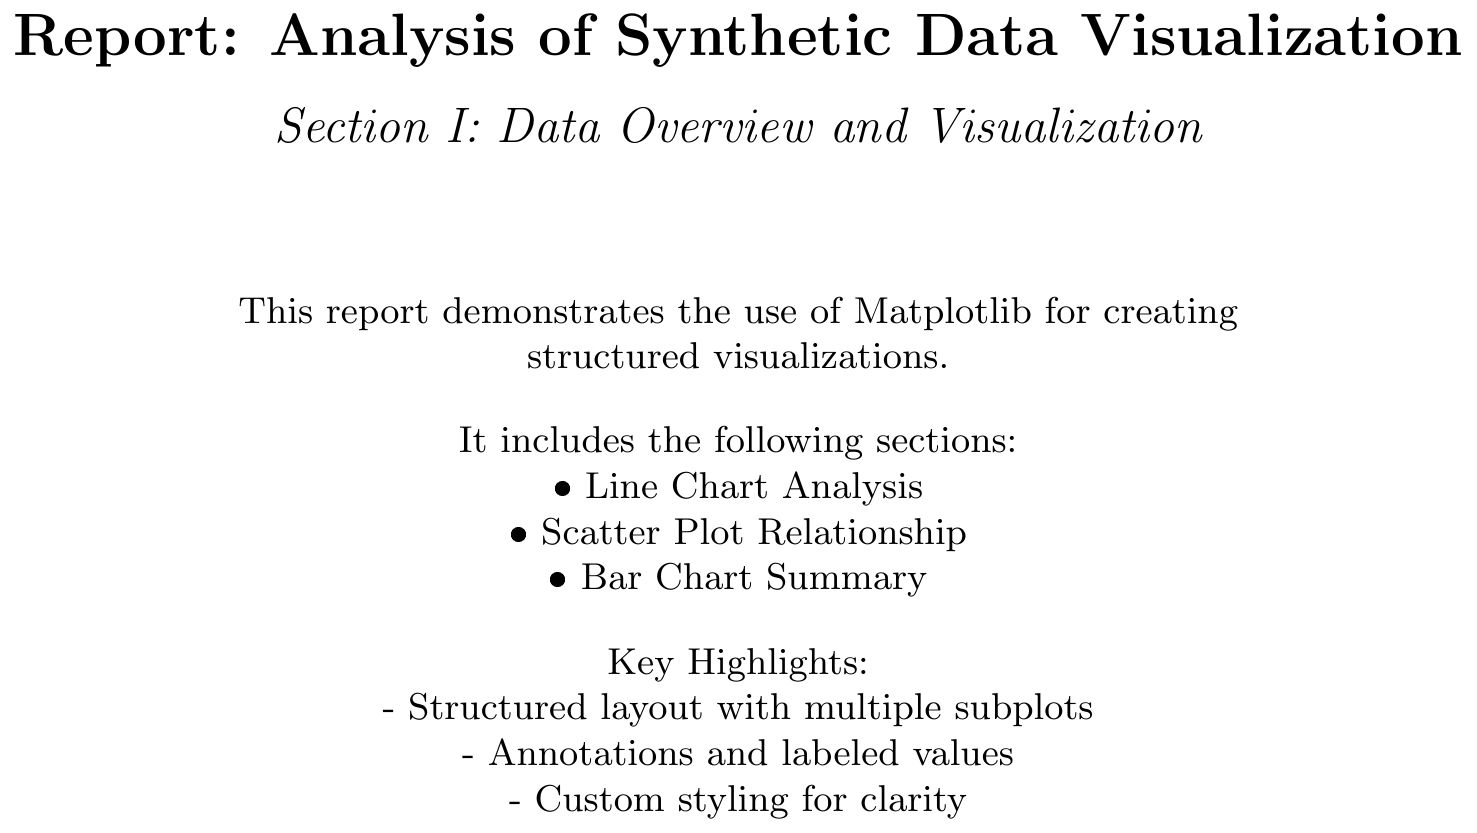 Report: Analysis of Synthetic Data Visualization
Section I: Data Overview and Visualization
This report demonstrates the use of Matplotlib for creating
structured visualizations.
It includes the following sections:
• Line Chart Analysis
• Scatter Plot Relationship
• Bar Chart Summary
Key Highlights:
- Structured layout with multiple subplots
- Annotations and labeled values
- Custom styling for clarity